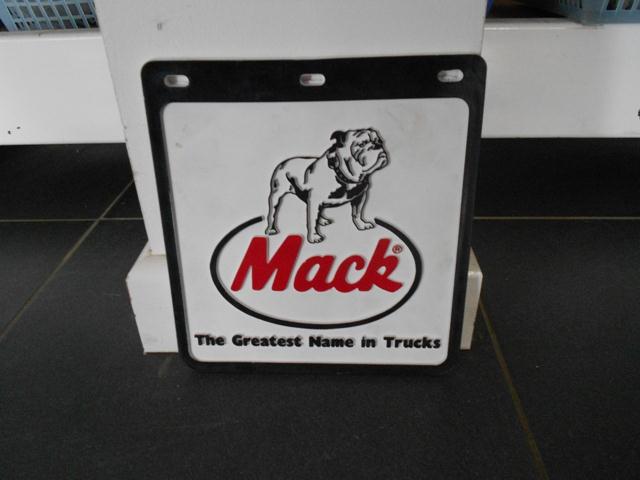 Mack®
The Greatest Name in Trucks